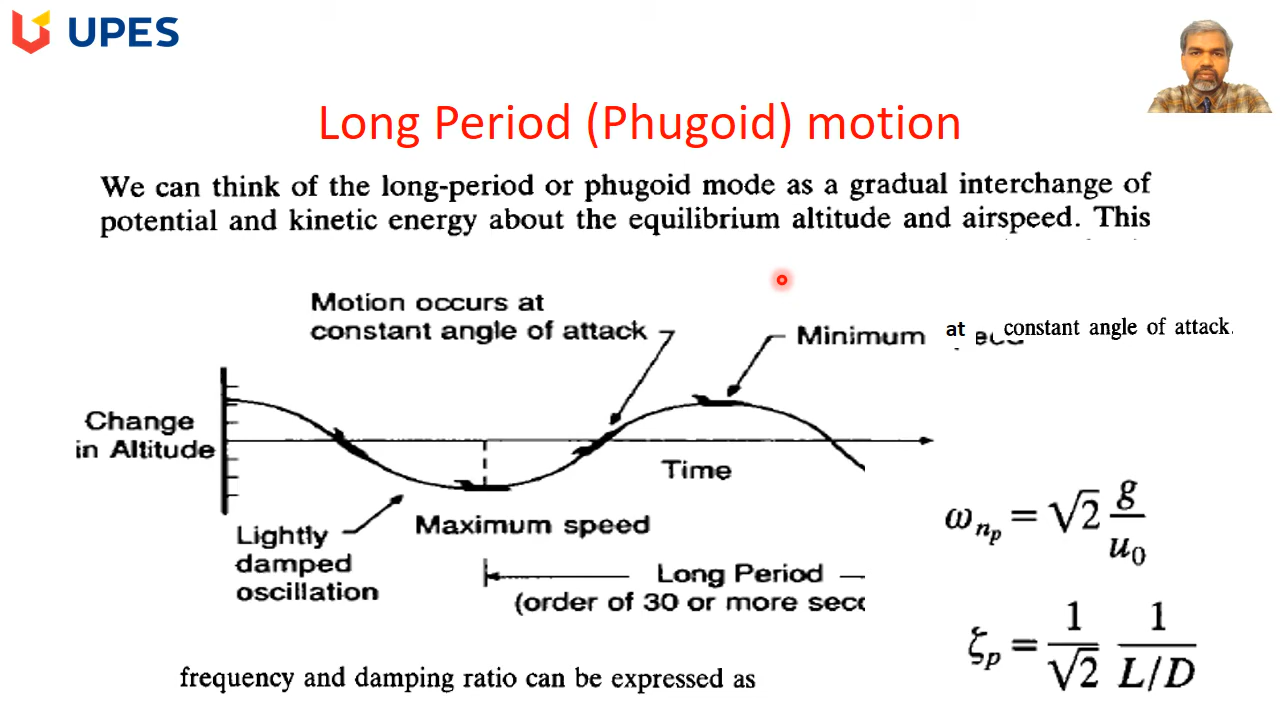 UPES
Long Period (Phugoid) motion
We can think of the long-period or phugoid mode as a gradual interchange of
potential and kinetic energy about the equilibrium altitude and airspeed. This
Motion occurs at
constant angle of attack
Minimum
at constant angle of attack.
Change
in Altitude
Time
Lightly
damped
oscillation
Maximum speed
Long Period
(order of 30 or more
ω_{n_p} = √2 g/u₀
ζ_p = 1/√2 1/L/D
frequency and damping ratio can be expressed as